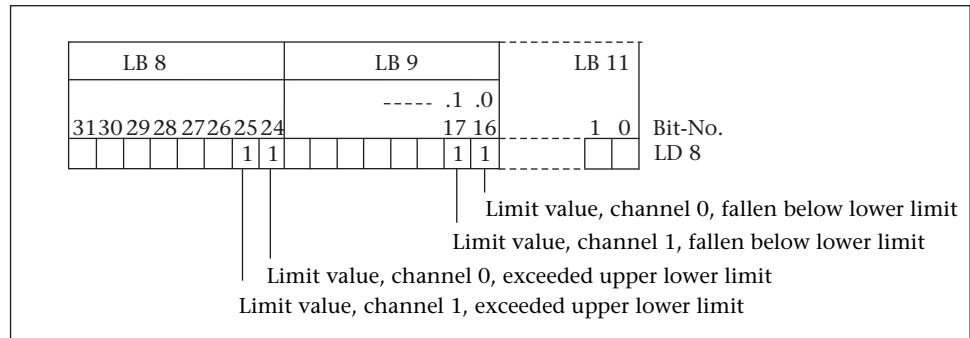 LB 8 LB 9 LB 11
----- .1 .0
31 30 29 28 27 26 25 24 17 16 1 0 Bit-No.
1 1 1 1 LD 8
Limit value, channel 0, fallen below lower limit
Limit value, channel 1, fallen below lower limit
Limit value, channel 0, exceeded upper lower limit
Limit value, channel 1, exceeded upper lower limit